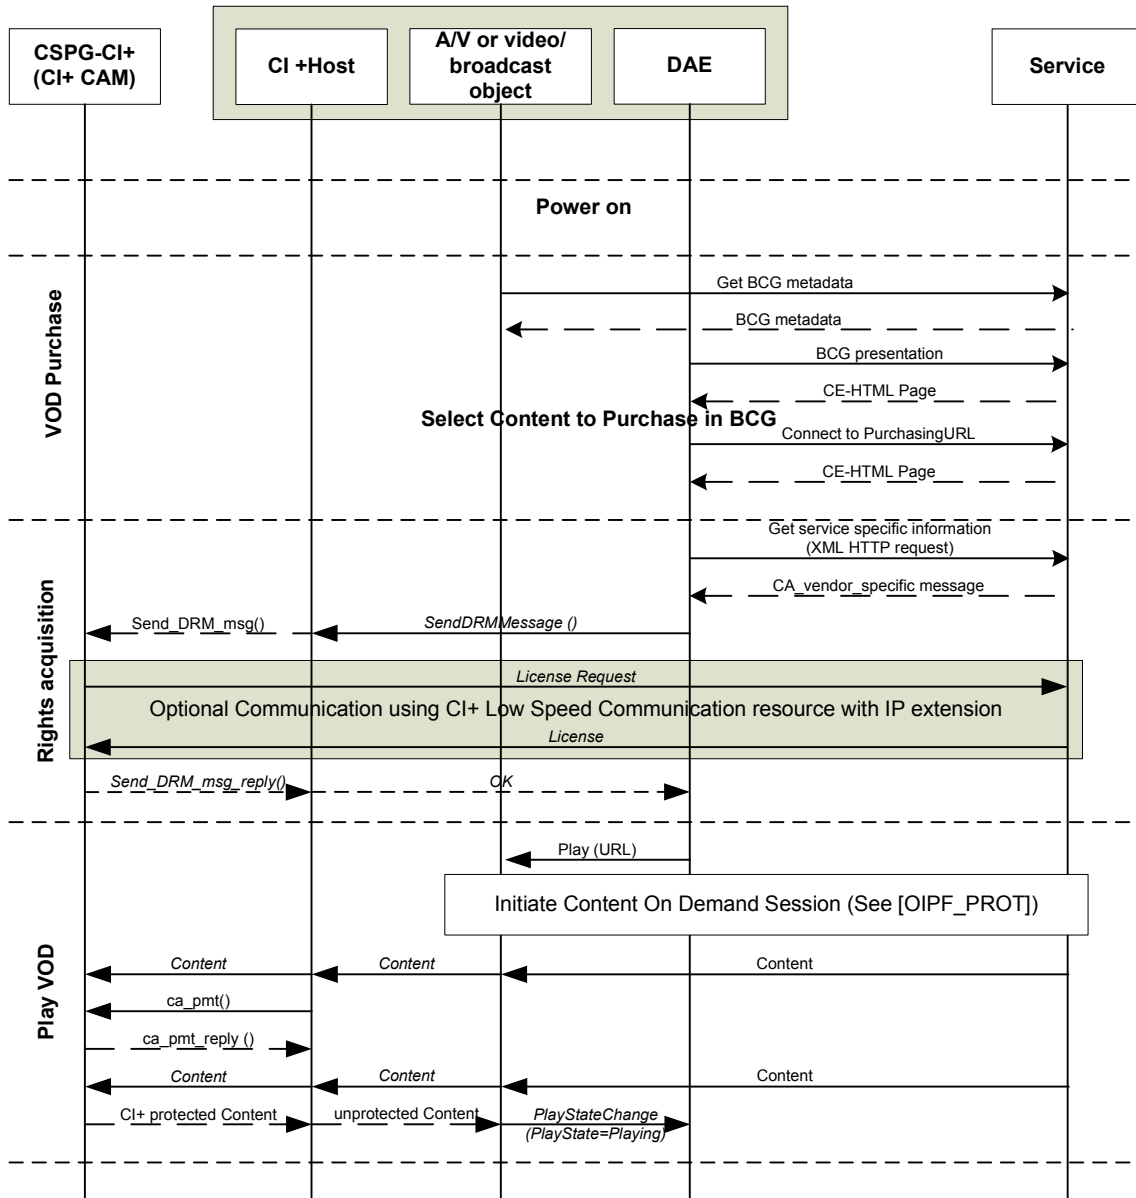 CSPG-CI+
(CI+ CAM)
CI +Host
A/V or video/
broadcast
object
DAE
Service
Power on
VOD Purchase
Get BCG metadata
BCG metadata
BCG presentation
CE-HTML Page
Select Content to Purchase in BCG
Connect to PurchasingURL
CE-HTML Page
Rights acquisition
Get service specific information
(XML HTTP request)
CA_vendor_specific message
Send_DRM_msg()
SendDRMMessage ()
License Request
Optional Communication using CI+ Low Speed Communication resource with IP extension
License
Send_DRM_msg_reply()
OK
Play VOD
Play (URL)
Initiate Content On Demand Session (See [OIPF_PROT])
Content
Content
Content
ca_pmt()
ca_pmt_reply ()
Content
Content
Content
CI+ protected Content
unprotected Content
PlayStateChange
(PlayState=Playing)